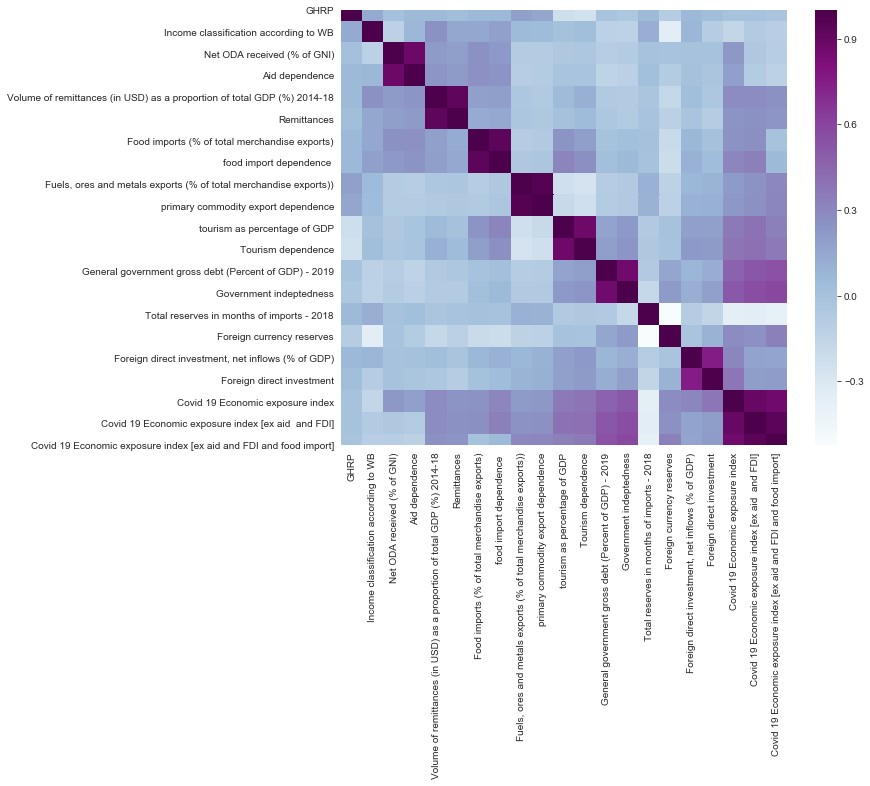 GHRP
Income classification according to WB
Net ODA received (% of GNI)
Aid dependence
Volume of remittances (in USD) as a proportion of total GDP (%) 2014-18
Remittances
Food imports (% of total merchandise exports)
food import dependence
Fuels, ores and metals exports (% of total merchandise exports))
primary commodity export dependence
tourism as percentage of GDP
Tourism dependence
General government gross debt (Percent of GDP) - 2019
Government indeptedness
Total reserves in months of imports - 2018
Foreign currency reserves
Foreign direct investment, net inflows (% of GDP)
Foreign direct investment
Covid 19 Economic exposure index
Covid 19 Economic exposure index [ex aid  and FDI]
Covid 19 Economic exposure index [ex aid and FDI and food import]
GHRP
Income classification according to WB
Net ODA received (% of GNI)
Aid dependence
Volume of remittances (in USD) as a proportion of total GDP (%) 2014-18
Remittances
Food imports (% of total merchandise exports)
food import dependence
Fuels, ores and metals exports (% of total merchandise exports))
primary commodity export dependence
tourism as percentage of GDP
Tourism dependence
General government gross debt (Percent of GDP) - 2019
Government indeptedness
Total reserves in months of imports - 2018
Foreign currency reserves
Foreign direct investment, net inflows (% of GDP)
Foreign direct investment
Covid 19 Economic exposure index
Covid 19 Economic exposure index [ex aid  and FDI]
Covid 19 Economic exposure index [ex aid and FDI and food import]
0.9
0.6
0.3
0.0
−0.3